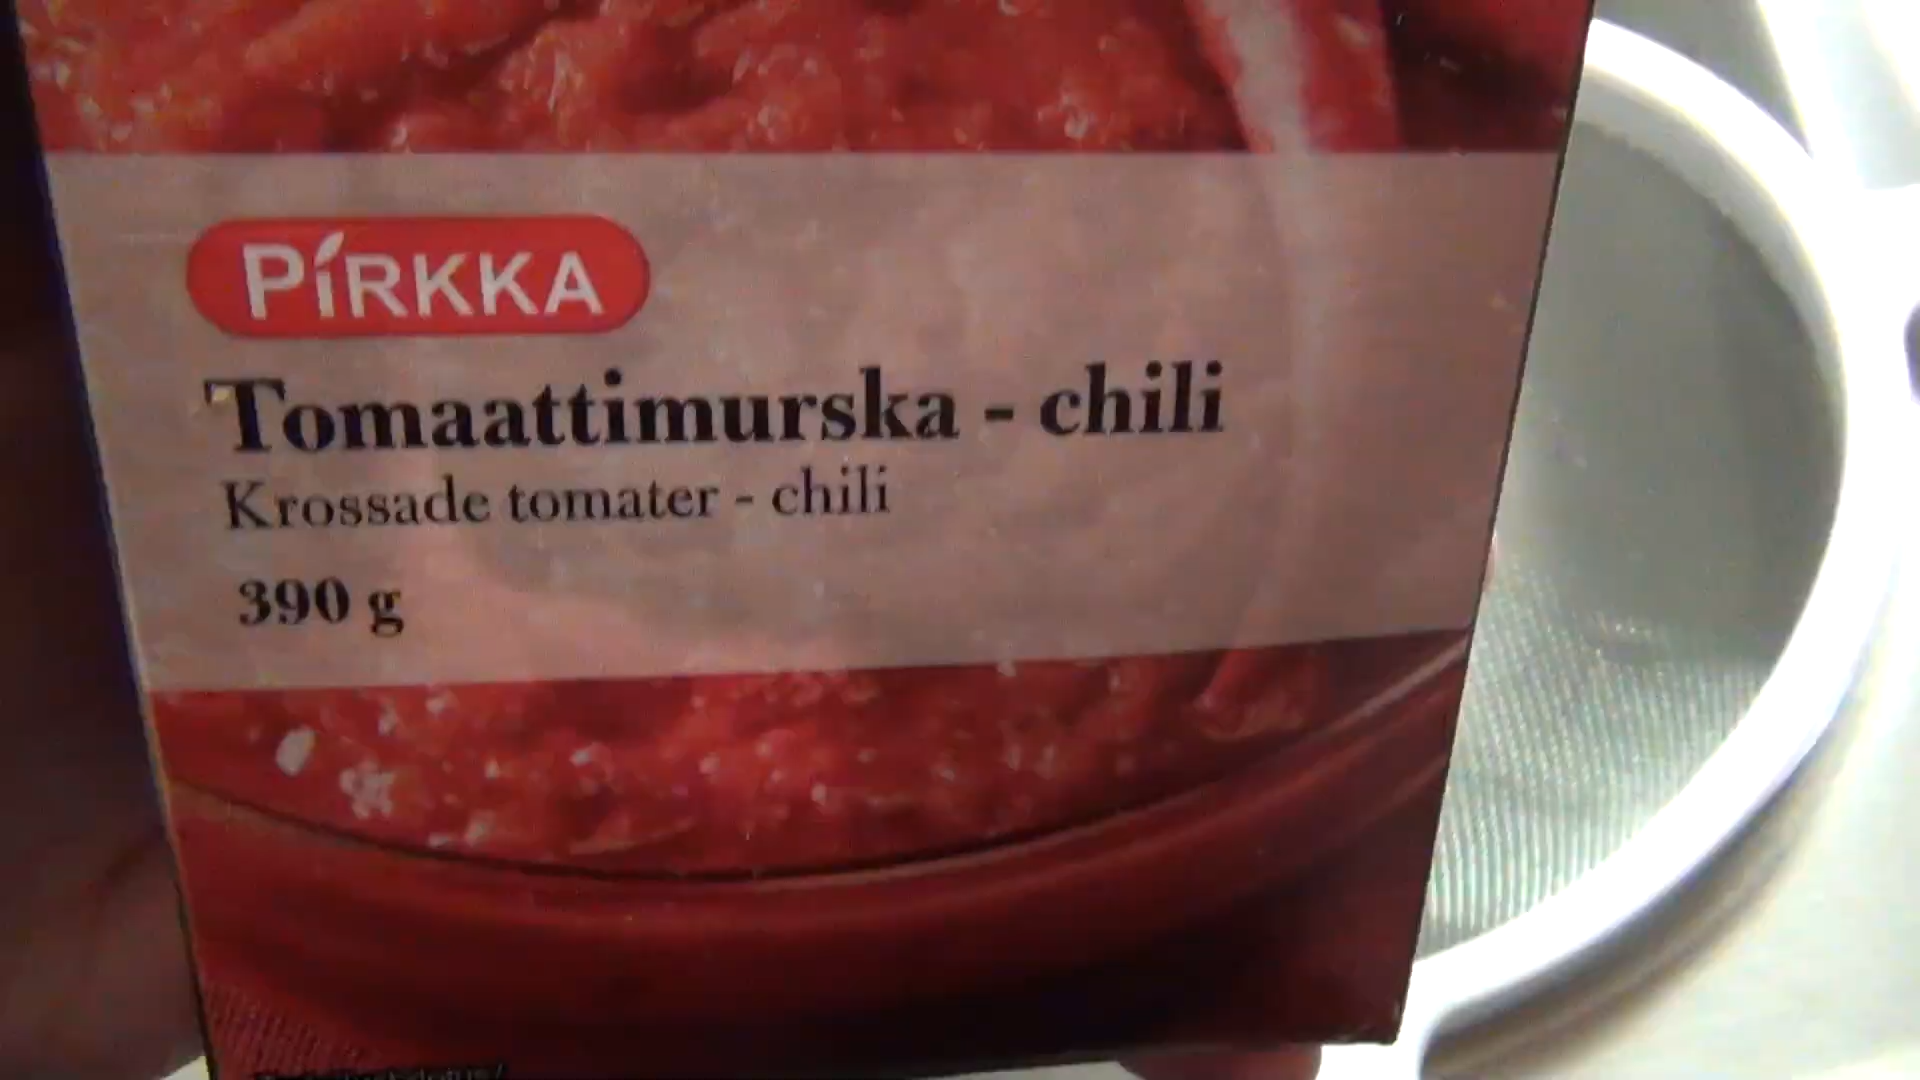 PIRKKA
Tomaattimurska - chili
Krossade tomater - chili
390 g